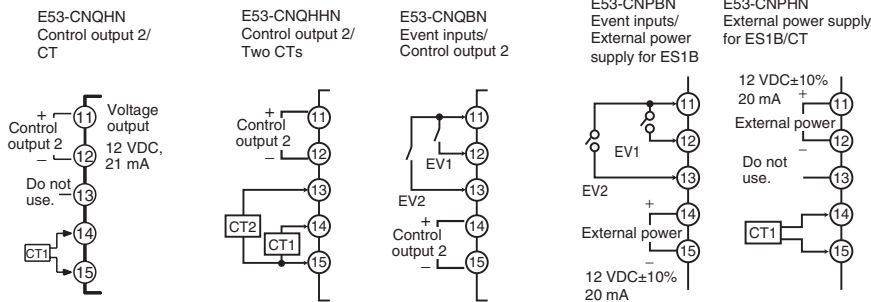 E53-CNQHN
Control output 2/
CT
+
Control
output 2
−
Do not
use.
CT1
11
12
13
14
15
Voltage
output
12 VDC,
21 mA
E53-CNQHHN
Control output 2/
Two CTs
+
Control
output 2
−
CT2
CT1
11
12
13
14
15
E53-CNQBN
Event inputs/
Control output 2
EV1
EV2
+
Control
output 2
−
11
12
13
14
15
E53-CNPBN
Event inputs/
External power
supply for ES1B
EV1
EV2
+
External power
−
12 VDC±10%
20 mA
11
12
13
14
15
E53-CNPHN
External power supply
for ES1B/CT
12 VDC±10%
20 mA
+
External power
−
Do not
use.
CT1
11
12
13
14
15